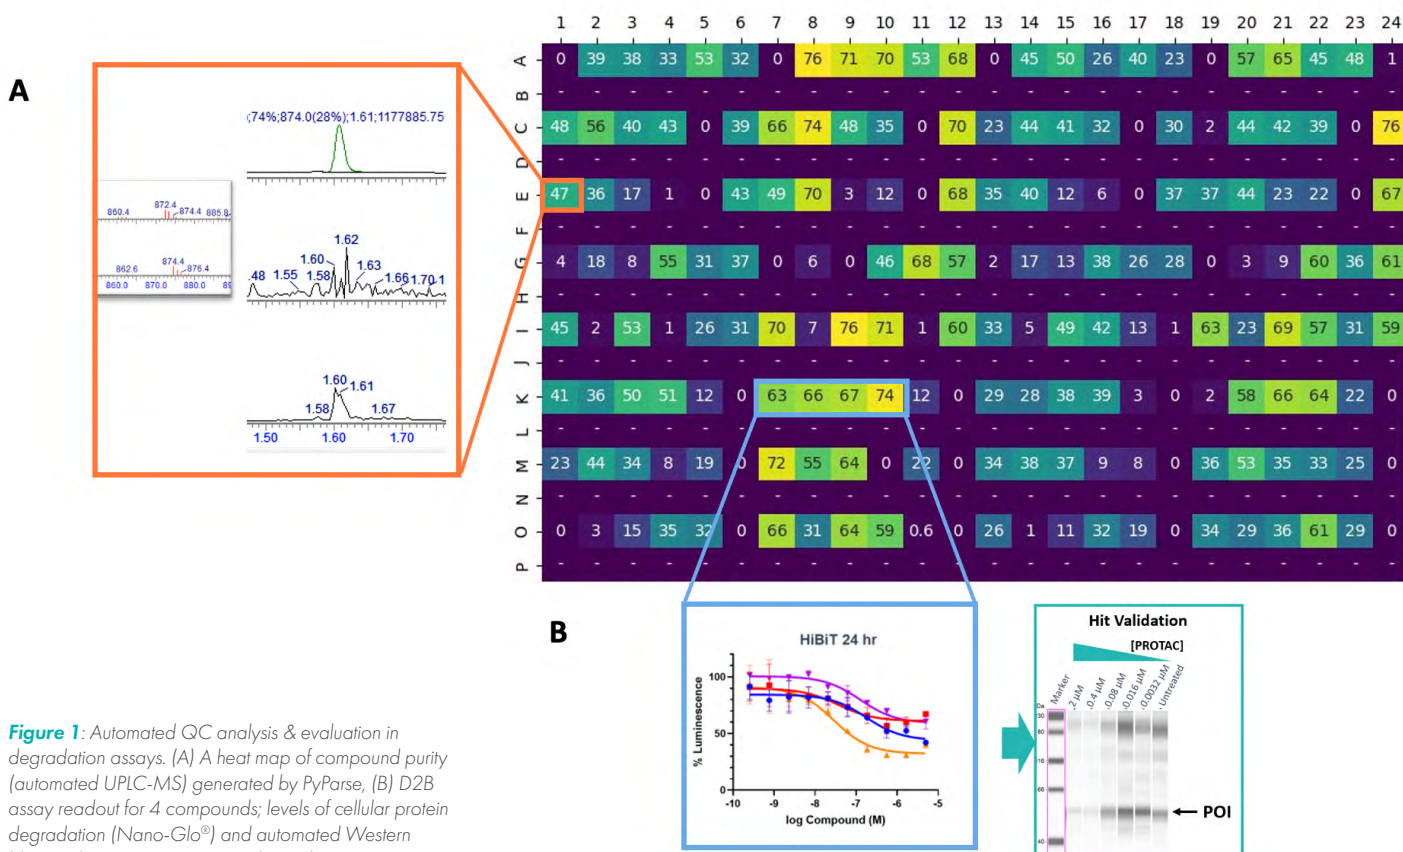 1 2 3 4 5 6 7 8 9 10 11 12 13 14 15 16 17 18 19 20 21 22 23 24
A 0 39 38 33 53 32 0 76 71 70 53 68 0 45 50 26 40 23 0 57 65 45 48 1
B - - - - - - - - - - - - - - - - - - - - - - - -
C 48 56 40 43 0 39 66 74 48 35 0 70 23 44 41 32 0 30 2 44 42 39 0 76
D - - - - - - - - - - - - - - - - - - - - - - - -
E 47 36 17 1 0 43 49 70 3 12 0 68 35 40 12 6 0 37 37 44 23 22 0 67
F - - - - - - - - - - - - - - - - - - - - - - - -
G 4 18 8 55 31 37 0 6 0 46 68 57 2 17 13 38 26 28 0 3 9 60 36 61
H - - - - - - - - - - - - - - - - - - - - - - - -
I 45 2 53 1 26 31 70 7 76 71 1 60 33 5 49 42 13 1 63 23 69 57 31 59
J - - - - - - - - - - - - - - - - - - - - - - - -
K 41 36 50 51 12 0 63 66 67 74 12 0 29 28 38 39 3 0 2 58 66 64 22 0
L - - - - - - - - - - - - - - - - - - - - - - - -
M 23 44 34 8 19 0 72 55 64 0 22 0 34 38 37 9 8 0 36 53 35 33 25 0
N - - - - - - - - - - - - - - - - - - - - - - - -
O 0 3 15 35 32 0 66 31 64 59 0.6 0 26 1 11 32 19 0 34 29 36 61 29 0
P - - - - - - - - - - - - - - - - - - - - - - - -
A
;74%;874.0(28%);1.61;1177885.75
872.4
860.4 874.4 885.8
874.4
862.6 876.4
860.0 870.0 880.0
1.62
1.60
.48 1.55 1.58 1.63 1.66 1.70
1.60
1.61
1.58 1.67
1.50 1.60 1.70
B
HiBiT 24 hr
% Luminescence
100
50
0
-10 -9 -8 -7 -6 -5
log Compound (M)
Hit Validation
[PROTAC]
Marker
2 µM
0.4 µM
0.08 µM
0.016 µM
0.0032 µM
Untreated
POI
Figure 1: Automated QC analysis & evaluation in
degradation assays. (A) A heat map of compound purity
(automated UPLC-MS) generated by PyParse, (B) D2B
assay readout for 4 compounds; levels of cellular protein
degradation (Nano-Glo®) and automated Western